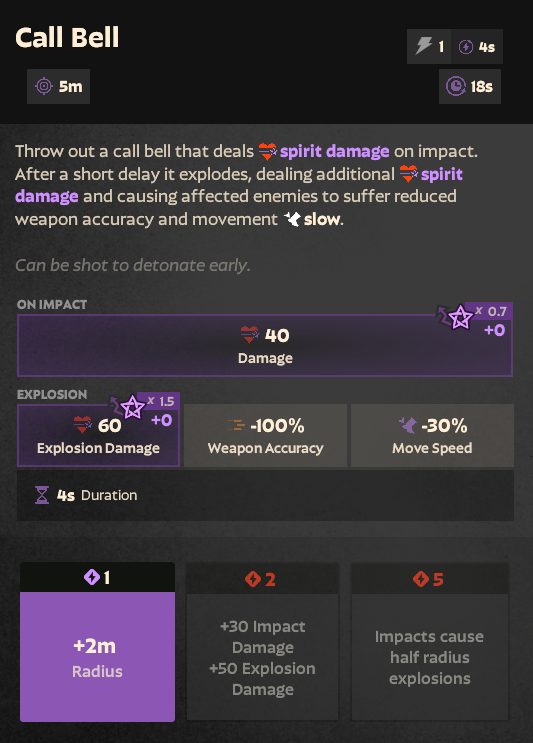 Call Bell
1
4s
5m
18s
Throw out a call bell that deals spirit damage on impact.
After a short delay it explodes, dealing additional spirit
damage and causing affected enemies to suffer reduced
weapon accuracy and movement slow.
Can be shot to detonate early.
ON IMPACT
x 0.7
+0
40
Damage
EXPLOSION
x 1.5
+0
60
Explosion Damage
-100%
Weapon Accuracy
-30%
Move Speed
4s Duration
1
+2m
Radius
2
+30 Impact
Damage
+50 Explosion
Damage
5
Impacts cause
half radius
explosions